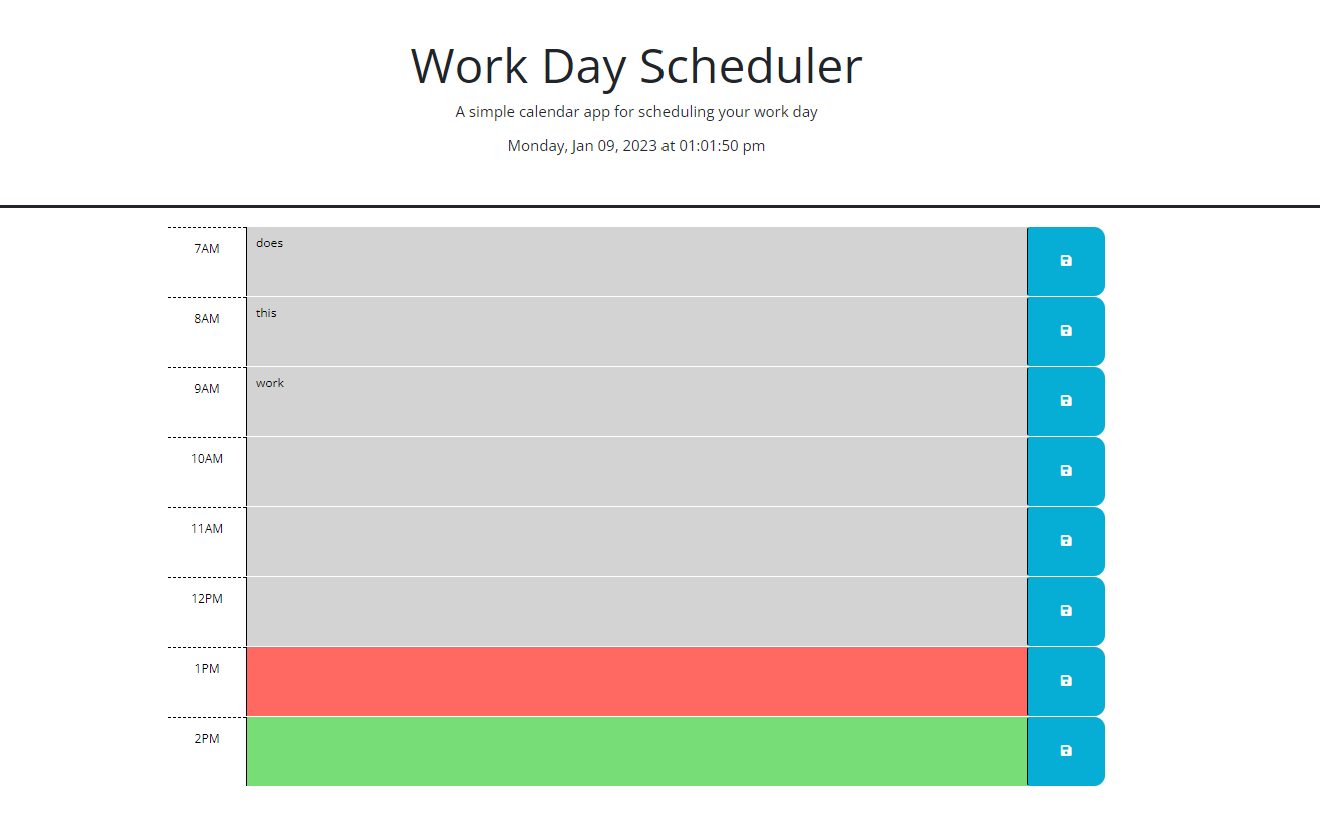 Work Day Scheduler
A simple calendar app for scheduling your work day
Monday, Jan 09, 2023 at 01:01:50 pm
7AM does
8AM this
9AM work
10AM
11AM
12PM
1PM
2PM